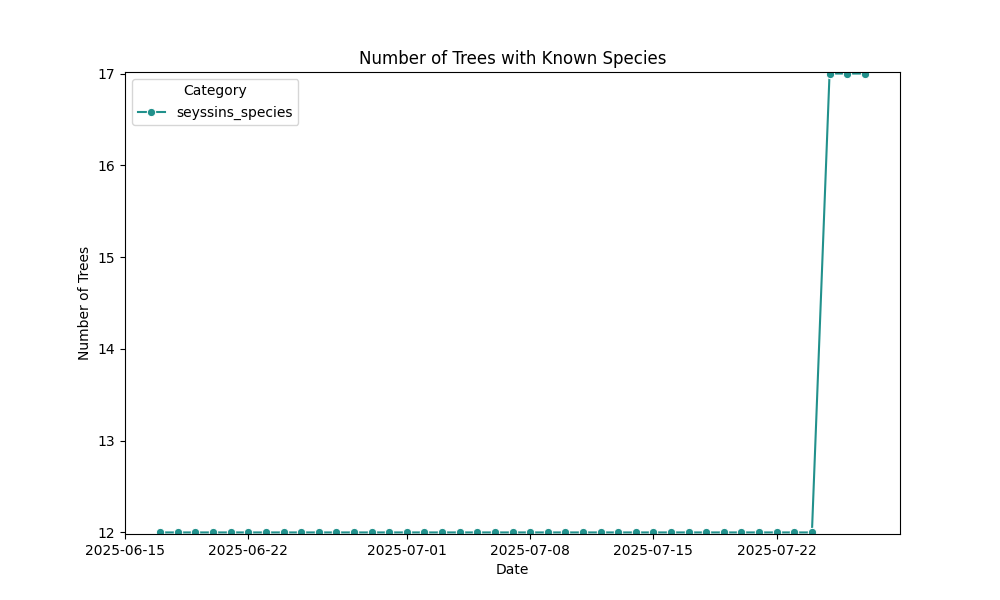 Number of Trees with Known Species
Category
seyssins_species
Number of Trees
17
16
15
14
13
12
2025-06-15
2025-06-22
2025-07-01
2025-07-08
2025-07-15
2025-07-22
Date